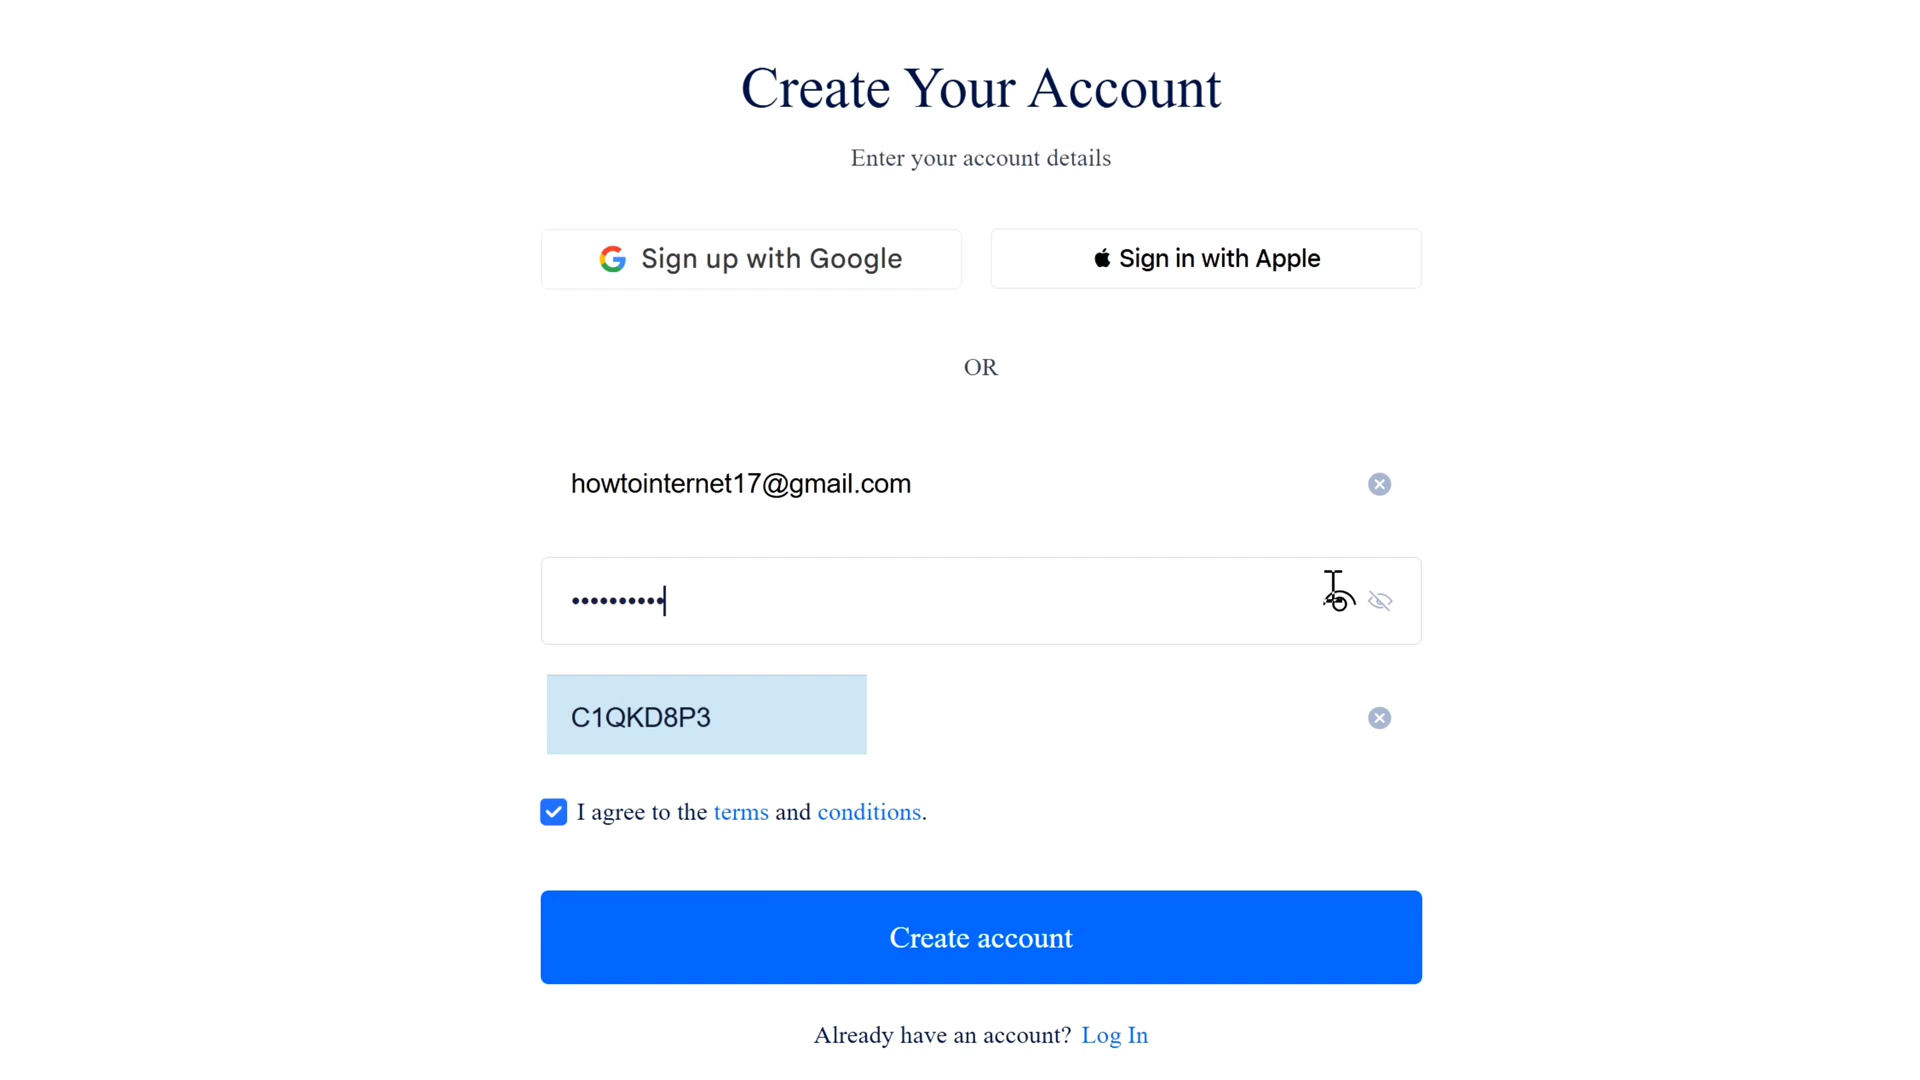 Create Your Account
Enter your account details
Sign up with Google
Sign in with Apple
OR
howtointernet17@gmail.com
••••••••••
C1QKD8P3
I agree to the terms and conditions.
Create account
Already have an account? Log In